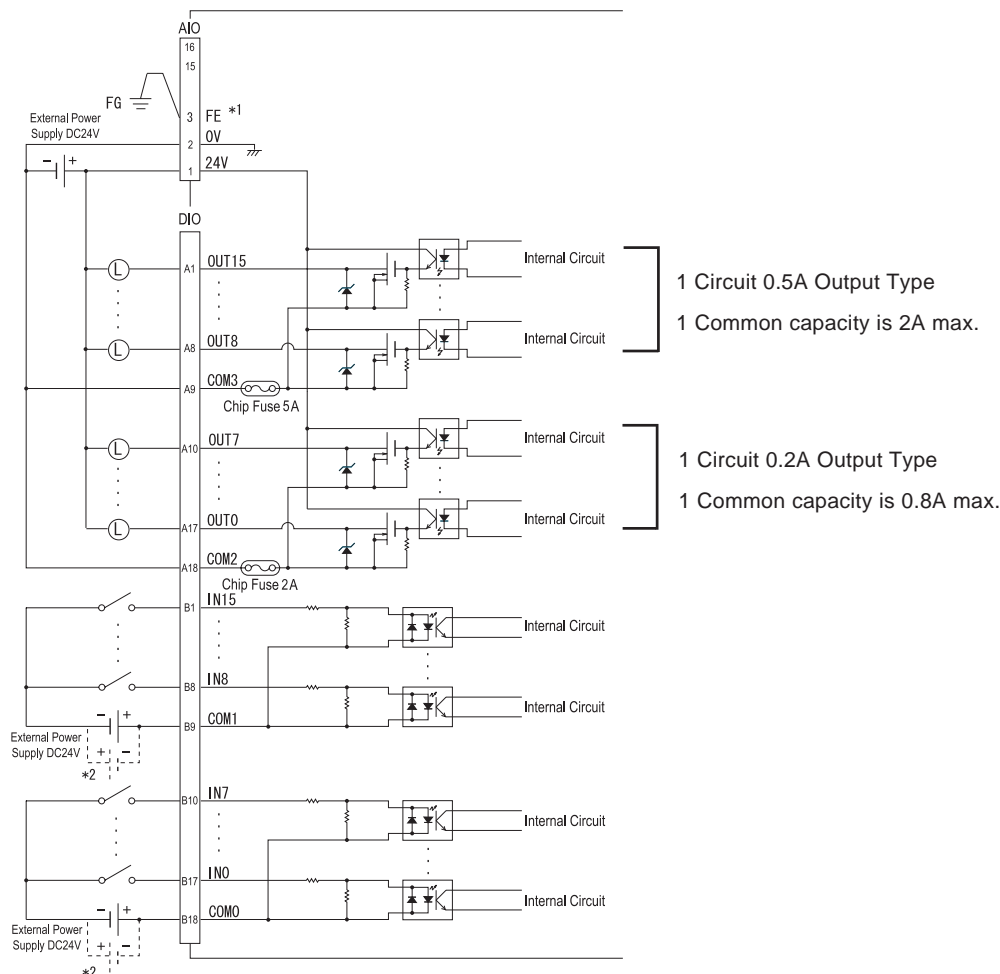 AIO
16
15
FG
3
FE *1
External Power
Supply DC24V
2
0V
- +
1
24V
DIO
L
A1
OUT15
Internal Circuit
1 Circuit 0.5A Output Type
1 Common capacity is 2A max.
Internal Circuit
L
A8
OUT8
A9
COM3
Chip Fuse 5A
L
A10
OUT7
Internal Circuit
1 Circuit 0.2A Output Type
1 Common capacity is 0.8A max.
Internal Circuit
L
A17
OUT0
A18
COM2
Chip Fuse 2A
B1
IN15
Internal Circuit
B8
IN8
Internal Circuit
- +
B9
COM1
External Power
Supply DC24V
+ -
*2
B10
IN7
Internal Circuit
B17
IN0
Internal Circuit
- +
B18
COM0
External Power
Supply DC24V
+ -
*2